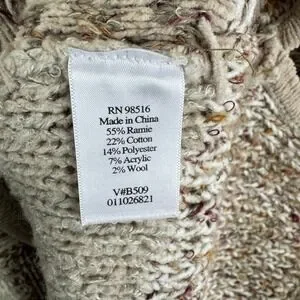 RN 98516
Made in China
55% Ramie
22% Cotton
14% Polyester
7% Acrylic
2% Wool
V#B509
011026821